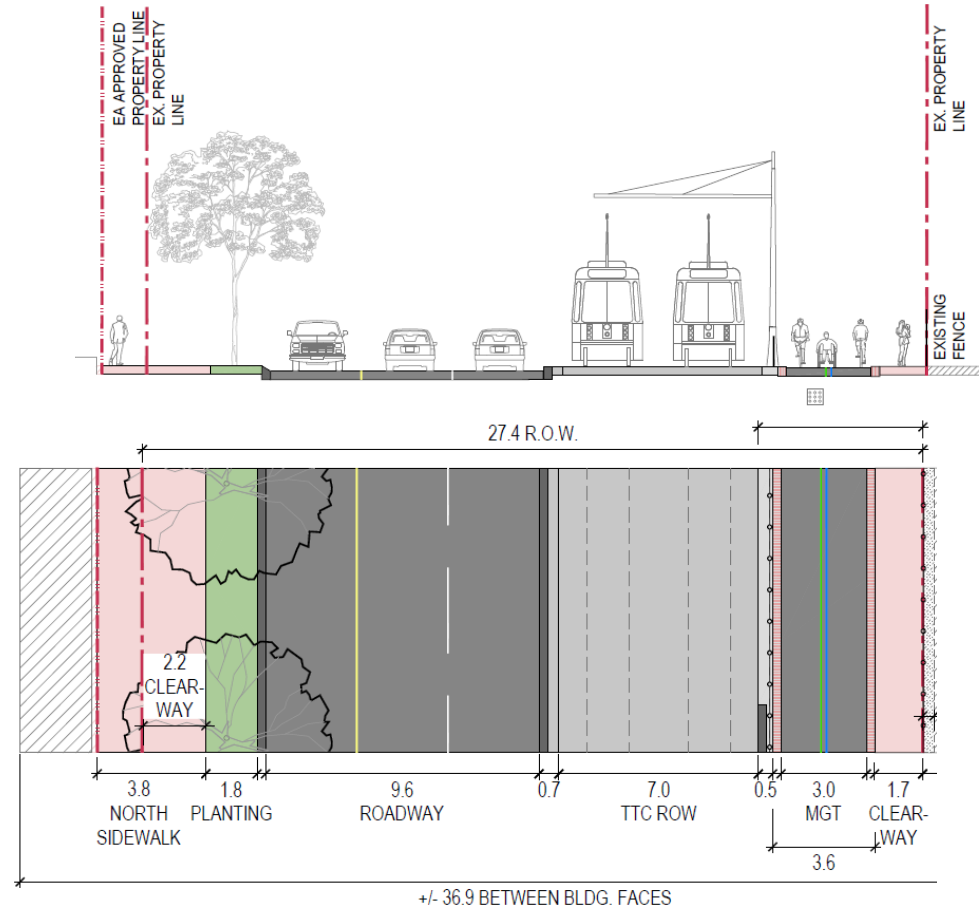 EA APPROVED
PROPERTY LINE
EX. PROPERTY
LINE
EX. PROPERTY
LINE
EXISTING
FENCE
27.4 R.O.W.
2.2
CLEAR-
WAY
3.8
NORTH
SIDEWALK
1.8
PLANTING
9.6
ROADWAY
0.7
7.0
TTC ROW
0.5
3.0
MGT
1.7
CLEAR-
WAY
3.6
+/- 36.9 BETWEEN BLDG. FACES